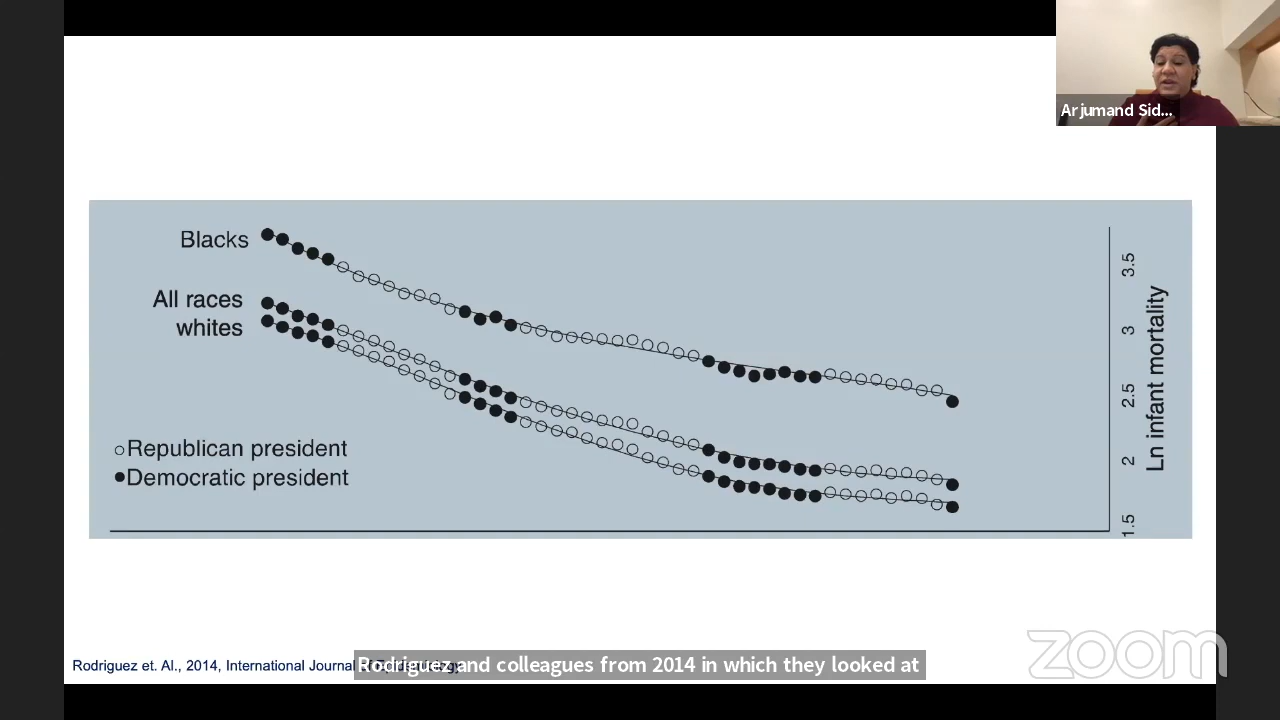 Arjumand Sid...
Blacks
All races
whites
Republican president
Democratic president
3.5
3
2.5
2
1.5
Ln infant mortality
Rodriguez et. Al., 2014, International Journal
Rodriguez and colleagues from 2014 in which they looked at
zoom